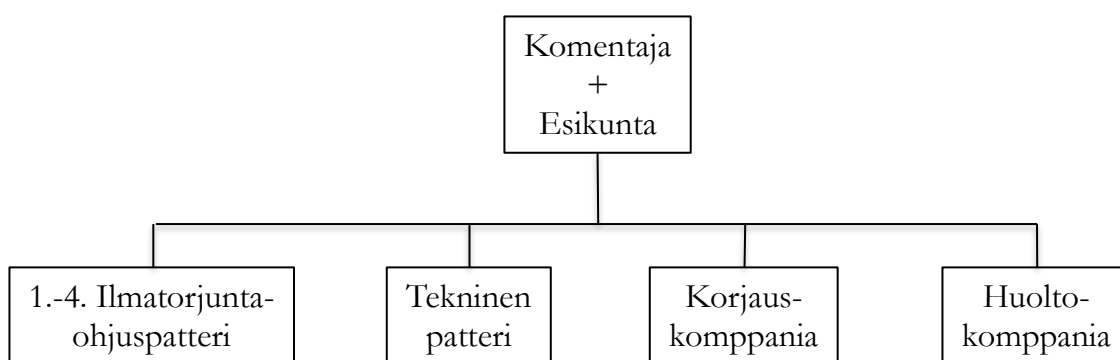 Komentaja
+
Esikunta
1.-4. Ilmatorjunta-
ohjuspatteri
Tekninen
patteri
Korjaus-
komppania
Huolto-
komppania